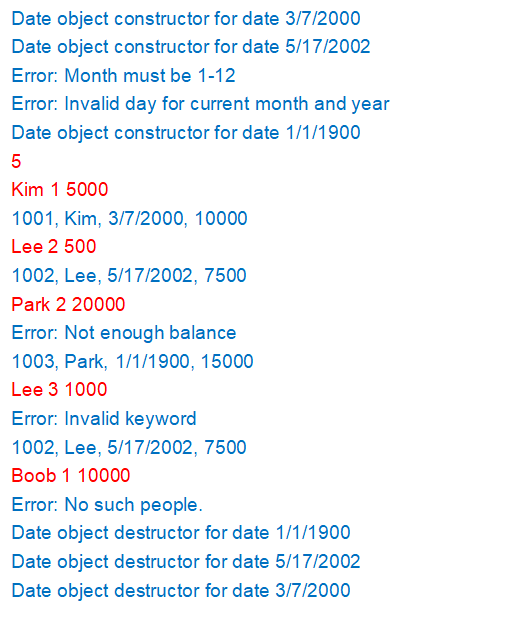 Date object constructor for date 3/7/2000
Date object constructor for date 5/17/2002
Error: Month must be 1-12
Error: Invalid day for current month and year
Date object constructor for date 1/1/1900
5
Kim 1 5000
1001, Kim, 3/7/2000, 10000
Lee 2 500
1002, Lee, 5/17/2002, 7500
Park 2 20000
Error: Not enough balance
1003, Park, 1/1/1900, 15000
Lee 3 1000
Error: Invalid keyword
1002, Lee, 5/17/2002, 7500
Boob 1 10000
Error: No such people.
Date object destructor for date 1/1/1900
Date object destructor for date 5/17/2002
Date object destructor for date 3/7/2000